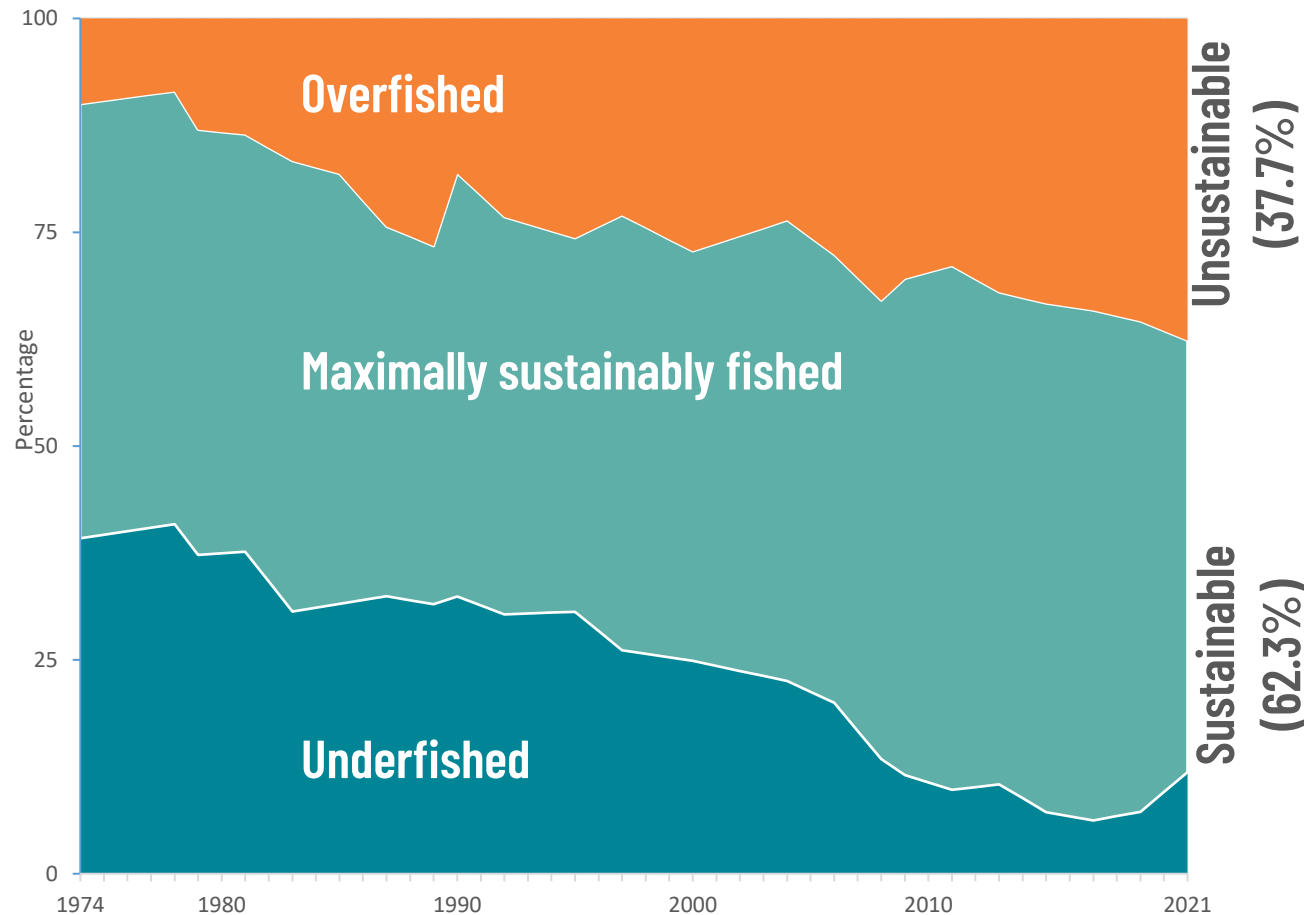 100
75
50
25
0
Percentage
Overfished
Maximally sustainably fished
Underfished
Unsustainable
(37.7%)
Sustainable
(62.3%)
1974 1980 1990 2000 2010 2021